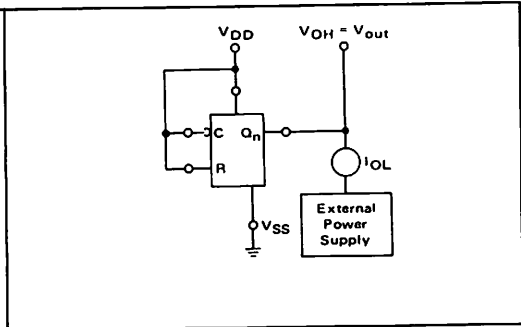 VDD
VOH = Vout
C
Qn
R
IOL
VSS
External
Power
Supply